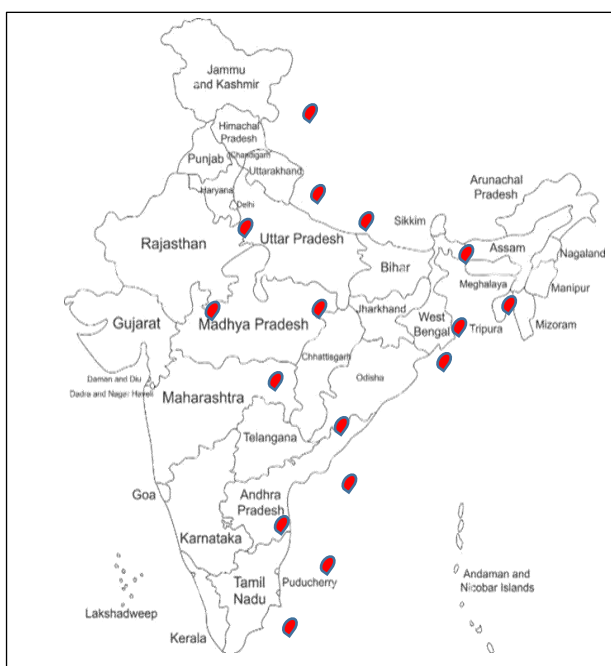 Jammu
and Kashmir
Himachal
Pradesh
Punjab
Chandigarh
Uttarakhand
Haryana
Delhi
Arunachal
Pradesh
Sikkim
Rajasthan
Uttar Pradesh
Assam
Nagaland
Bihar
Meghalaya
Manipur
Gujarat
Madhya Pradesh
Jharkhand
West
Bengal
Tripura
Mizoram
Chhattisgarh
Daman and Diu
Dadra and Nagar Haveli
Maharashtra
Odisha
Telangana
Goa
Andhra
Pradesh
Karnataka
Tamil
Nadu
Puducherry
Andaman and
Nicobar Islands
Lakshadweep
Kerala